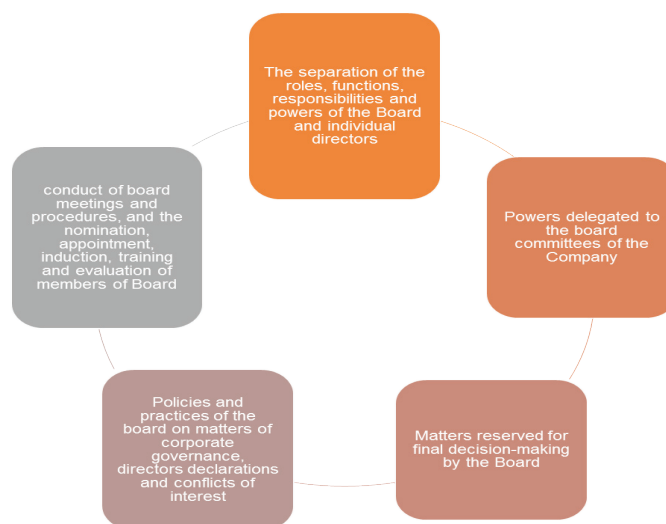 The separation of the
roles, functions,
responsibilities and
powers of the Board
and individual
directors
Powers delegated to
the board
committees of the
Company
Matters reserved for
final decision-making
by the Board
Policies and
practices of the
board on matters of
corporate
governance,
directors declarations
and conflicts of
interest
conduct of board
meetings and
procedures, and the
nomination,
appointment,
induction, training
and evaluation of
members of Board